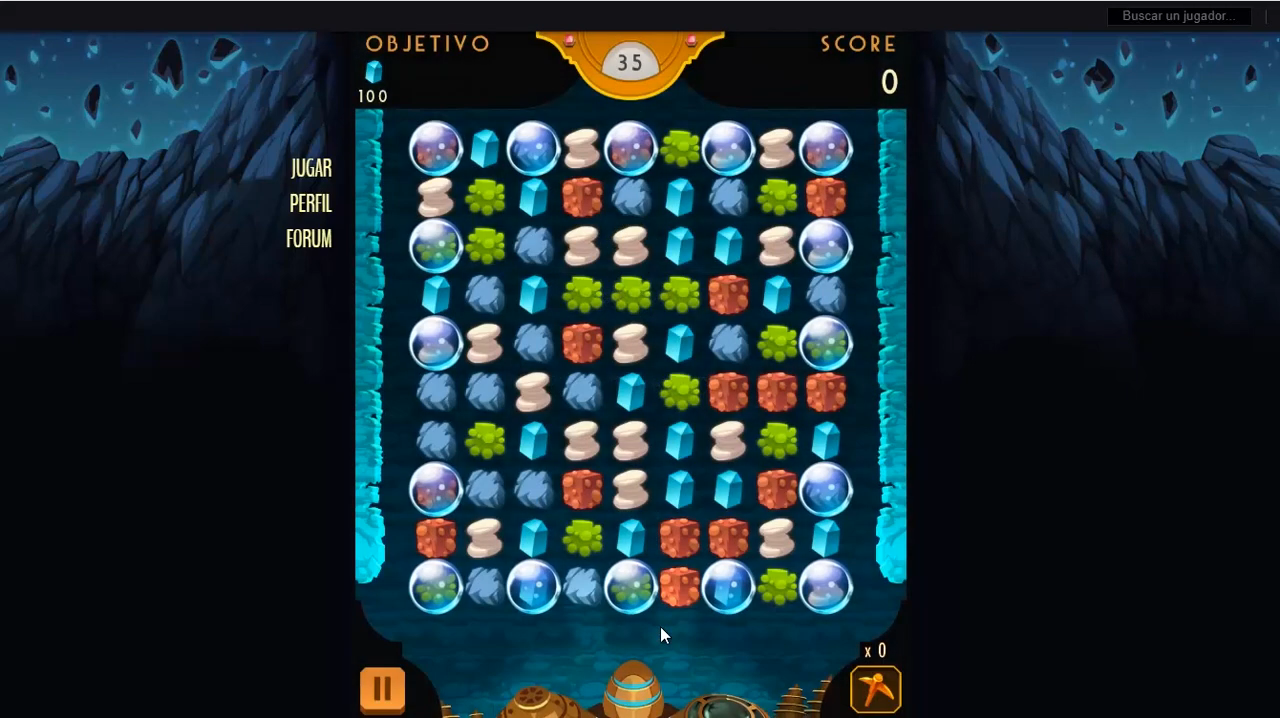 Buscar un jugador...
OBJETIVO
35
SCORE
100
0
JUGAR
PERFIL
FORUM
x 0